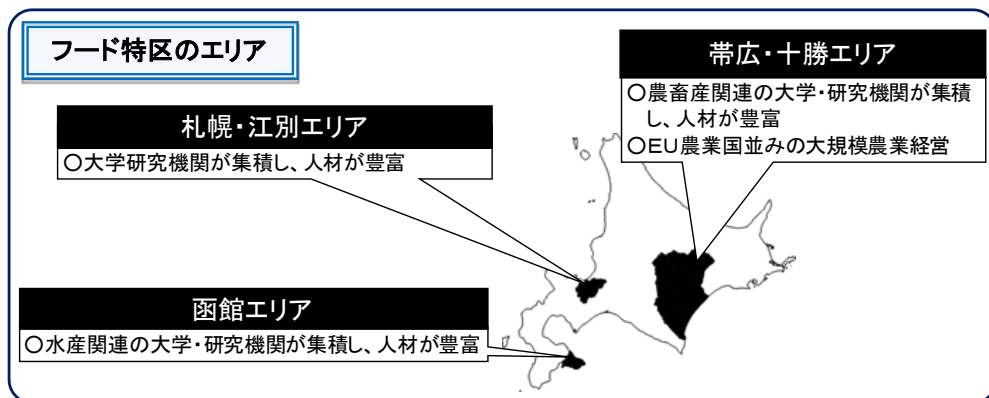 フード特区のエリア
帯広・十勝エリア
○農畜産関連の大学・研究機関が集積
し、人材が豊富
○EU農業国並みの大規模農業経営
札幌・江別エリア
○大学研究機関が集積し、人材が豊富
函館エリア
○水産関連の大学・研究機関が集積し、人材が豊富